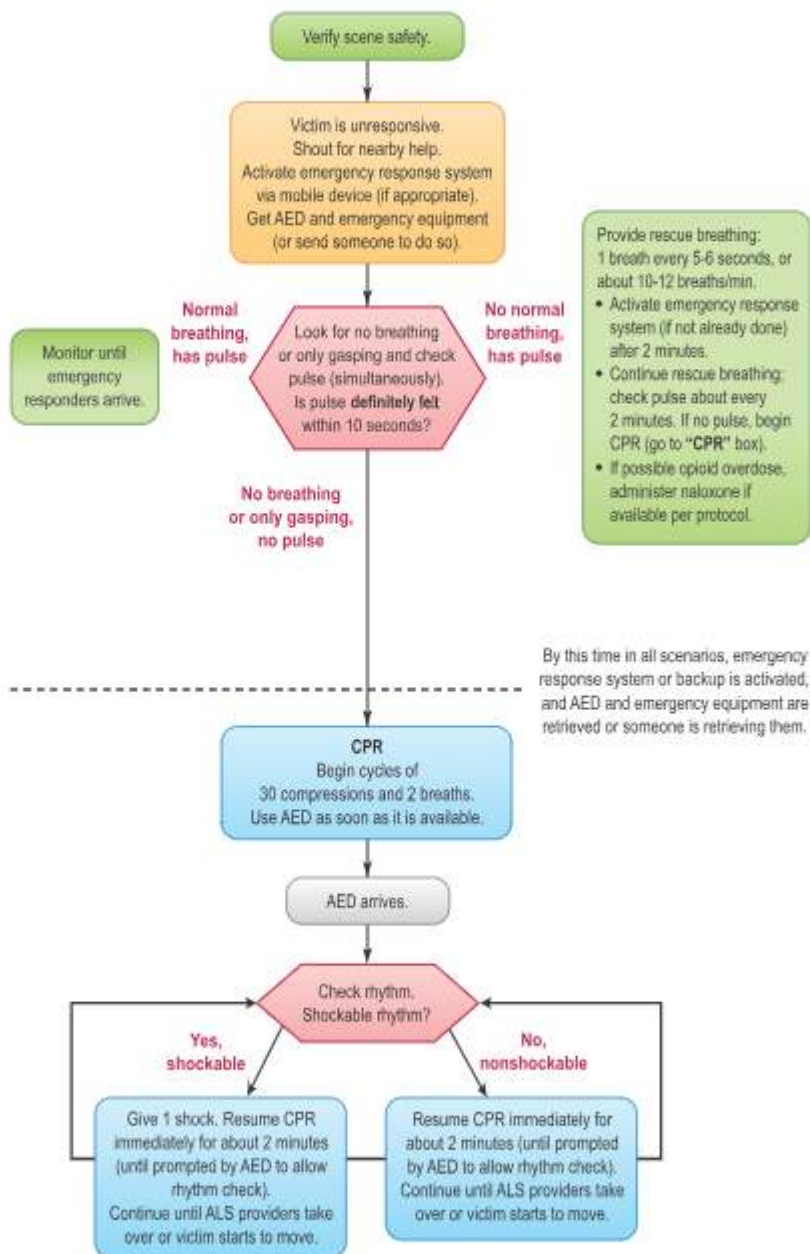 Verify scene safety.
Victim is unresponsive.
Shout for nearby help.
Activate emergency response system
via mobile device (if appropriate).
Get AED and emergency equipment
(or send someone to do so).
Normal
breathing,
has pulse
No normal
breathing,
has pulse
Monitor until
emergency
responders arrive.
Look for no breathing
or only gasping and check
pulse (simultaneously).
Is pulse definitely felt
within 10 seconds?
Provide rescue breathing:
1 breath every 5-6 seconds, or
about 10-12 breaths/min.
• Activate emergency response
system (if not already done)
after 2 minutes.
• Continue rescue breathing;
check pulse about every
2 minutes. If no pulse, begin
CPR (go to “CPR” box).
• If possible opioid overdose,
administer naloxone if
available per protocol.
No breathing
or only gasping,
no pulse
By this time in all scenarios, emergency
response system or backup is activated,
and AED and emergency equipment are
retrieved or someone is retrieving them.
CPR
Begin cycles of
30 compressions and 2 breaths.
Use AED as soon as it is available.
AED arrives.
Check rhythm.
Shockable rhythm?
Yes,
shockable
No,
nonshockable
Give 1 shock. Resume CPR
immediately for about 2 minutes
(until prompted by AED to allow
rhythm check).
Continue until ALS providers take
over or victim starts to move.
Resume CPR immediately for
about 2 minutes (until prompted
by AED to allow rhythm check).
Continue until ALS providers take
over or victim starts to move.